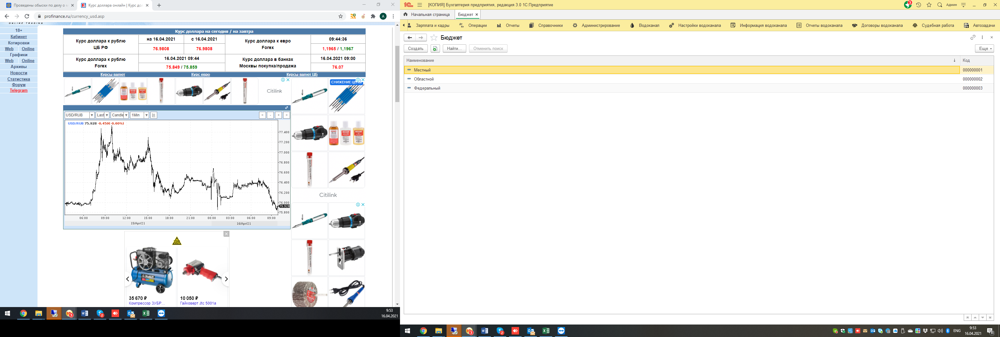 Проведены обыски по делу о м
Курс доллара онлайн | Курс дол
profinance.ru/currency_usd.asp
A
ONLINE TRADING
18+
Кабинет
Котировки
Web Online
Графики
Web Online
Архивы
Новости
Статистика
Форум
Telegram
Курс доллара на сегодня / на завтра
Курс доллара к рублю
ЦБ РФ
на 16.04.2021
с 16.04.2021
76.9808
76.9808
Курс доллара к евро
Forex
09:44:36
1,1965 / 1,1967
Курс доллара к рублю
Forex
16.04.2021 09:44
75.849 / 75.859
Курс доллара в банках
Москвы покупка/продажа
16.04.2021 09:00
76.07
Курсы валют
Курс евро
Курсы валют ЦБ
Citilink
СНИЖЕНИЕ ЦЕНЫ
USD/RUB
Last
Candle
1Min
<
-
+
>
USD/RUB 75.928 -0.459(-0.60%)
77.400
77.200
77.000
76.800
76.600
76.400
76.200
76.000
75.928
75.800
06:00 09:00 12:00 15:00 18:00 21:00 00:00 03:00 06:00 09:00
15/Apr/21
16/Apr/21
Citilink
220
ЗУБР
35 670 ₽
Компрессор ЗУБР...
10 050 ₽
Гайковерт Jtc 5001a
9:53
16.04.2021
[КОПИЯ] Бухгалтерия предприятия, редакция 3.0 1С:Предприятие
3
Админ
Начальная страница
Бюджет
Зарплата и кадры
Операции
Отчеты
Справочники
Администрирование
Водоканал
Настройки водоканала
Информация водоканала
Отчеты водоканала
Договоры водоканала
Судебная работа
Автозадачи
Бюджет
Создать
Найти...
Отменить поиск
Еще
Наименование
Код
Местный
000000001
Областной
000000002
Федеральный
000000003
ENG
9:53
16.04.2021
11